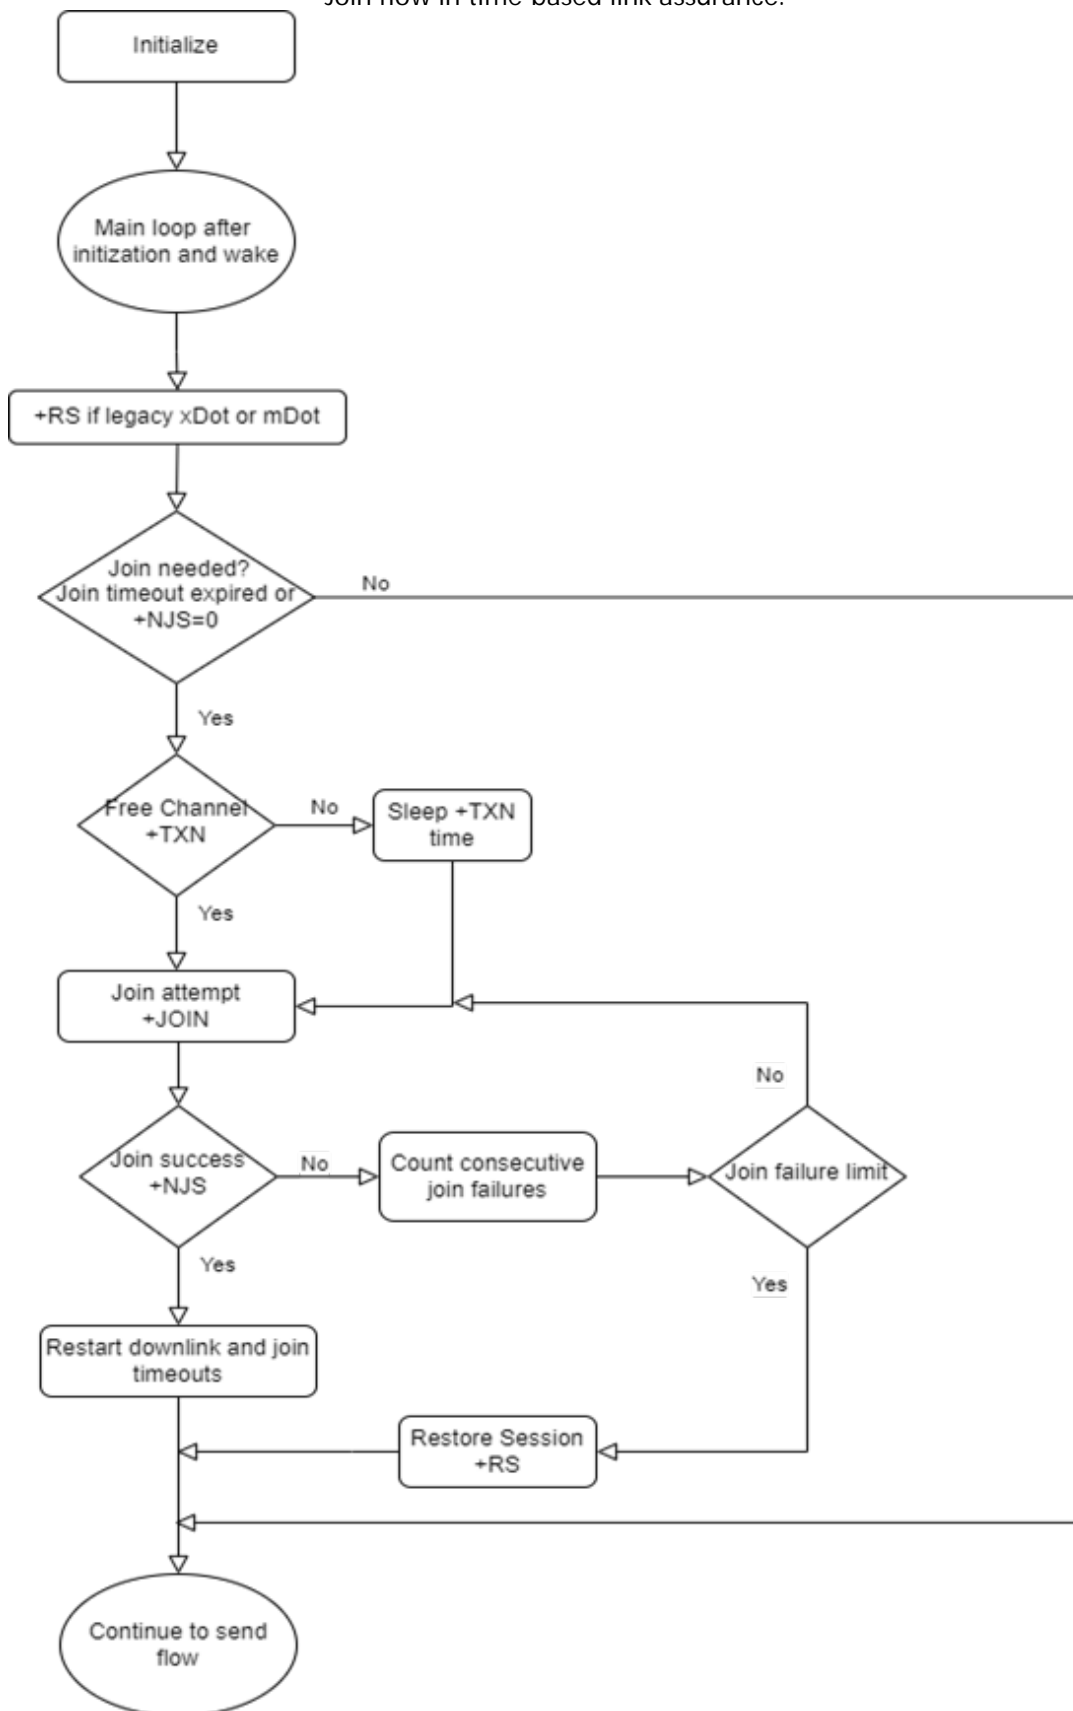 Join flow in time based link assurance.
Initialize
Main loop after
initization and wake
+RS if legacy xDot or mDot
Join needed?
Join timeout expired or
+NJS=0
No
Yes
Free Channel
+TXN
No
Sleep +TXN
time
Yes
Join attempt
+JOIN
No
Join success
+NJS
No
Count consecutive
join failures
Join failure limit
Yes
Yes
Restart downlink and join
timeouts
Restore Session
+RS
Continue to send
flow